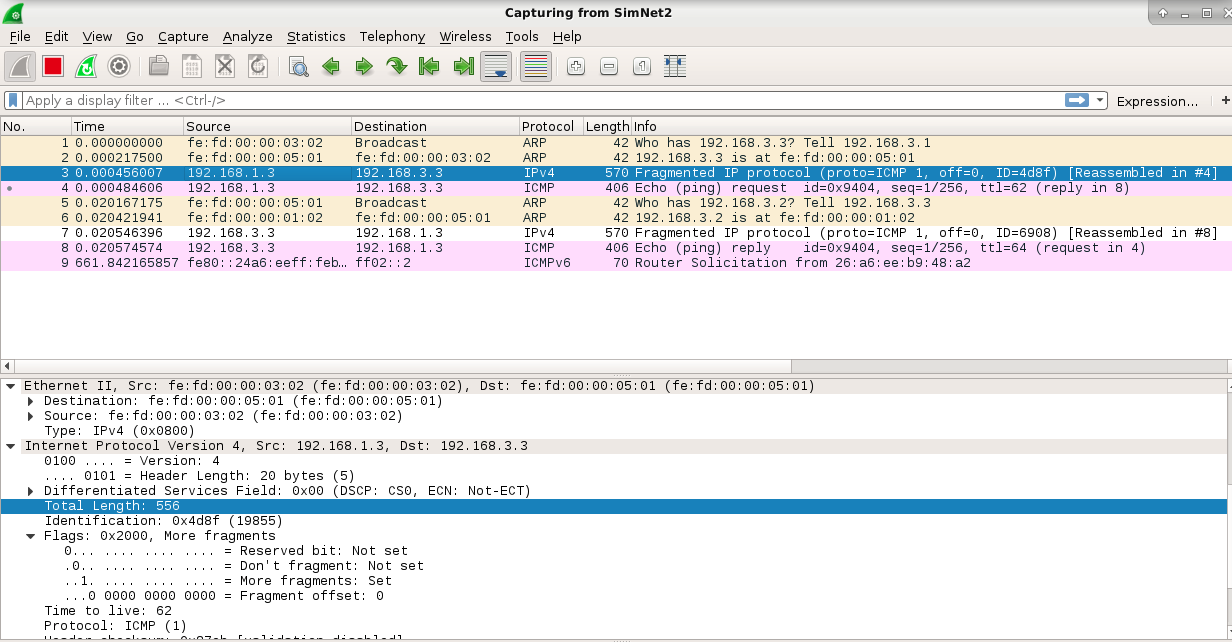 Capturing from SimNet2
File Edit View Go Capture Analyze Statistics Telephony Wireless Tools Help
Apply a display filter ... <Ctrl-/> Expression... +
No. Time Source Destination Protocol Length Info
1 0.000000000 fe:fd:00:00:03:02 Broadcast ARP 42 Who has 192.168.3.3? Tell 192.168.3.1
2 0.000217500 fe:fd:00:00:05:01 fe:fd:00:00:03:02 ARP 42 192.168.3.3 is at fe:fd:00:00:05:01
3 0.000456007 192.168.1.3 192.168.3.3 IPv4 570 Fragmented IP protocol (proto=ICMP 1, off=0, ID=4d8f) [Reassembled in #4]
4 0.000484606 192.168.1.3 192.168.3.3 ICMP 406 Echo (ping) request id=0x9404, seq=1/256, ttl=62 (reply in 8)
5 0.020167175 fe:fd:00:00:05:01 Broadcast ARP 42 Who has 192.168.3.2? Tell 192.168.3.3
6 0.020421941 fe:fd:00:00:01:02 fe:fd:00:00:05:01 ARP 42 192.168.3.2 is at fe:fd:00:00:01:02
7 0.020546396 192.168.3.3 192.168.1.3 IPv4 570 Fragmented IP protocol (proto=ICMP 1, off=0, ID=6908) [Reassembled in #8]
8 0.020574574 192.168.3.3 192.168.1.3 ICMP 406 Echo (ping) reply id=0x9404, seq=1/256, ttl=64 (request in 4)
9 661.842165857 fe80::24a6:eeff:feb… ff02::2 ICMPv6 70 Router Solicitation from 26:a6:ee:b9:48:a2
Ethernet II, Src: fe:fd:00:00:03:02 (fe:fd:00:00:03:02), Dst: fe:fd:00:00:05:01 (fe:fd:00:00:05:01)
Destination: fe:fd:00:00:05:01 (fe:fd:00:00:05:01)
Source: fe:fd:00:00:03:02 (fe:fd:00:00:03:02)
Type: IPv4 (0x0800)
Internet Protocol Version 4, Src: 192.168.1.3, Dst: 192.168.3.3
0100 .... = Version: 4
.... 0101 = Header Length: 20 bytes (5)
Differentiated Services Field: 0x00 (DSCP: CS0, ECN: Not-ECT)
Total Length: 556
Identification: 0x4d8f (19855)
Flags: 0x2000, More fragments
0... .... .... .... = Reserved bit: Not set
.0.. .... .... .... = Don't fragment: Not set
..1. .... .... .... = More fragments: Set
...0 0000 0000 0000 = Fragment offset: 0
Time to live: 62
Protocol: ICMP (1)